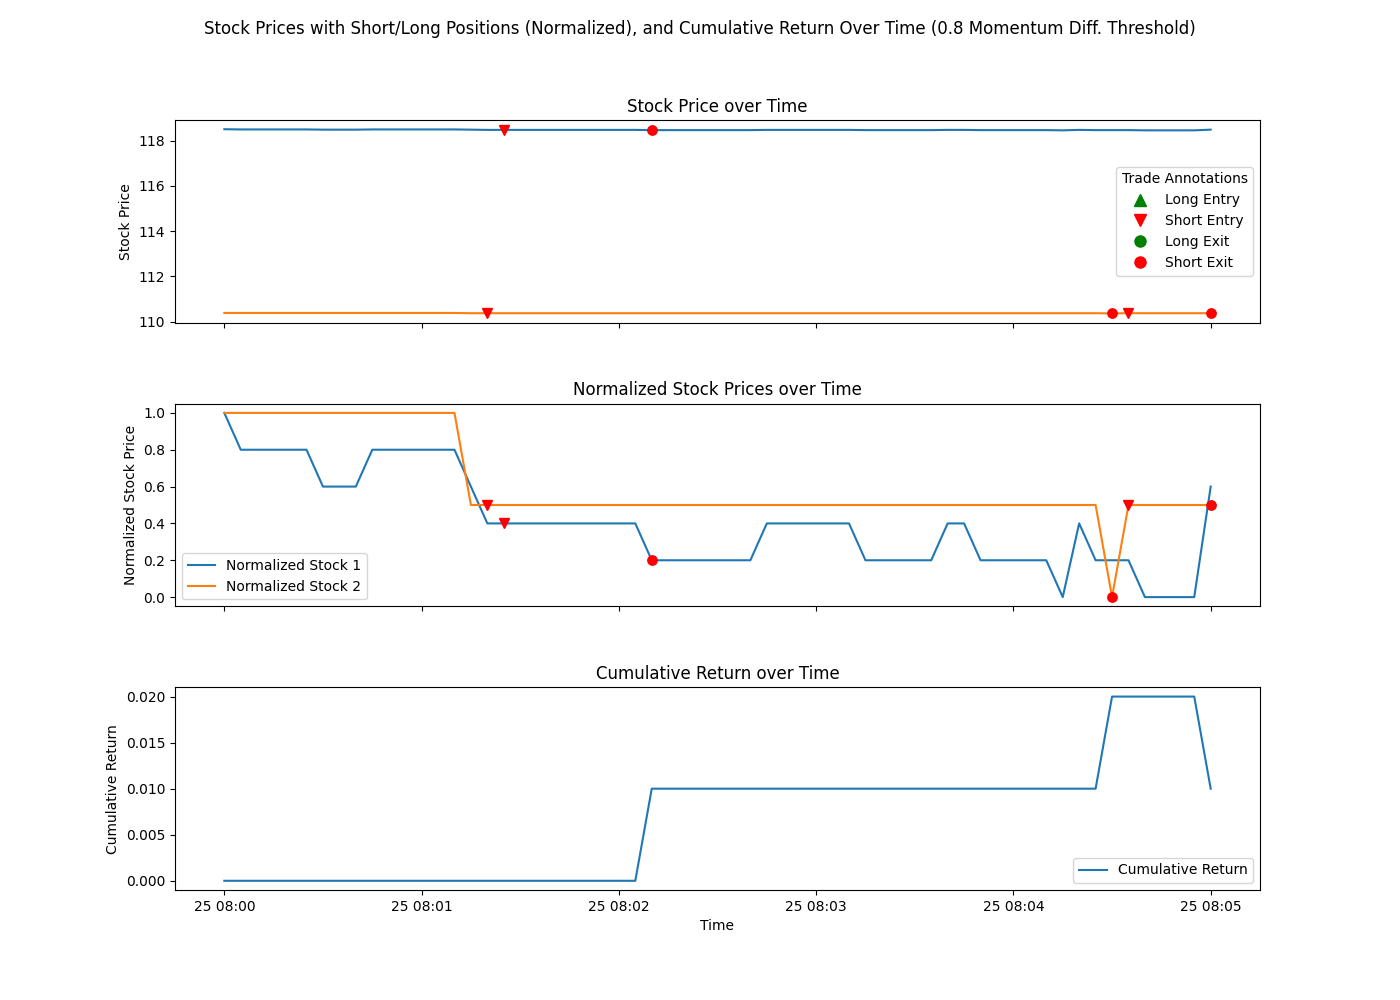 Stock Prices with Short/Long Positions (Normalized), and Cumulative Return Over Time (0.8 Momentum Diff. Threshold)
Stock Price over Time
Stock Price
118
116
114
112
110
Trade Annotations
Long Entry
Short Entry
Long Exit
Short Exit
Normalized Stock Prices over Time
Normalized Stock Price
1.0
0.8
0.6
0.4
0.2
0.0
Normalized Stock 1
Normalized Stock 2
Cumulative Return over Time
Cumulative Return
0.020
0.015
0.010
0.005
0.000
Cumulative Return
25 08:00
25 08:01
25 08:02
25 08:03
25 08:04
25 08:05
Time